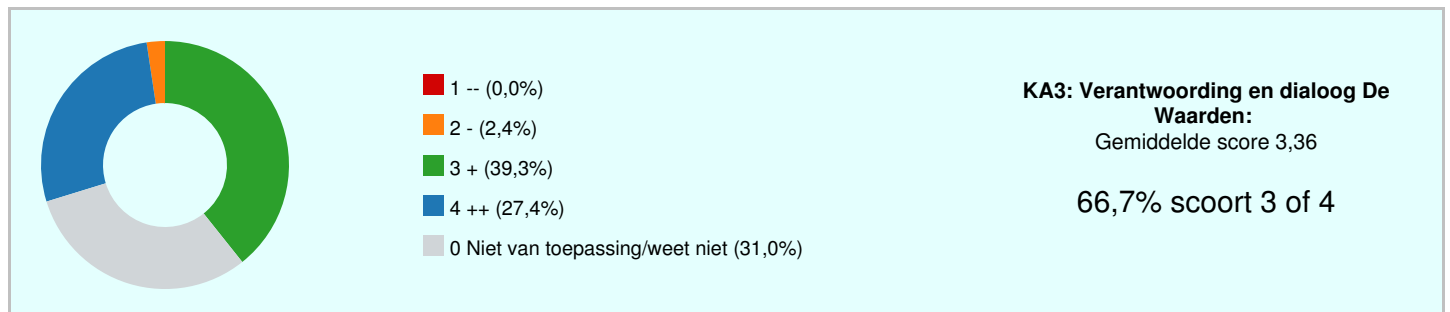 1 -- (0,0%)
2 - (2,4%)
3 + (39,3%)
4 ++ (27,4%)
0 Niet van toepassing/weet niet (31,0%)
KA3: Verantwoording en dialoog De
Waarden:
Gemiddelde score 3,36
66,7% scoort 3 of 4